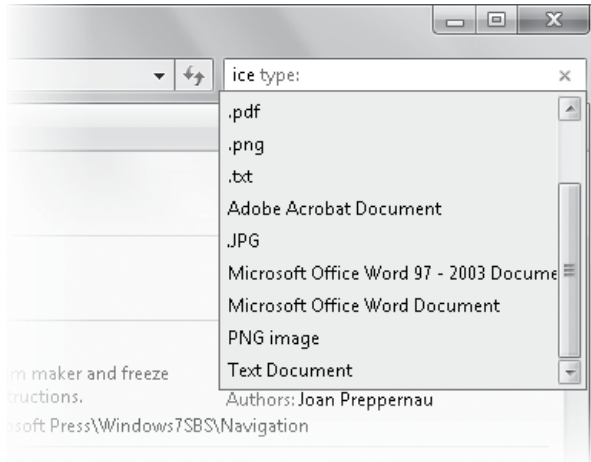 ice type:
.pdf
.png
.txt
Adobe Acrobat Document
.JPG
Microsoft Office Word 97 - 2003 Docume
Microsoft Office Word Document
PNG image
Text Document
m maker and freeze
tructions.
Authors: Joan Preppernau
osoft Press\Windows7SBS\Navigation